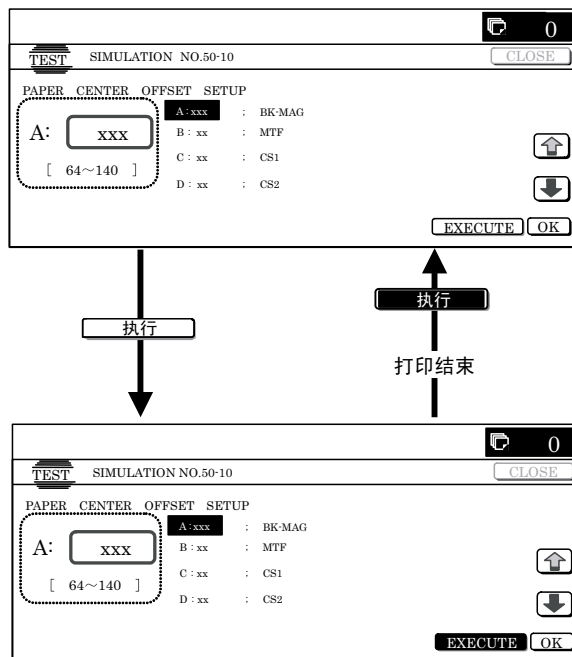 0
TEST SIMULATION NO.50-10 CLOSE
PAPER CENTER OFFSET SETUP
A:xxx : BK-MAG
A: xxx
B : xx : MTF
[ 64～140 ]
C : xx : CS1
D : xx : CS2
EXECUTE OK
执行
执行
打印结束
0
TEST SIMULATION NO.50-10 CLOSE
PAPER CENTER OFFSET SETUP
A:xxx : BK-MAG
A: xxx
B : xx : MTF
[ 64～140 ]
C : xx : CS1
D : xx : CS2
EXECUTE OK